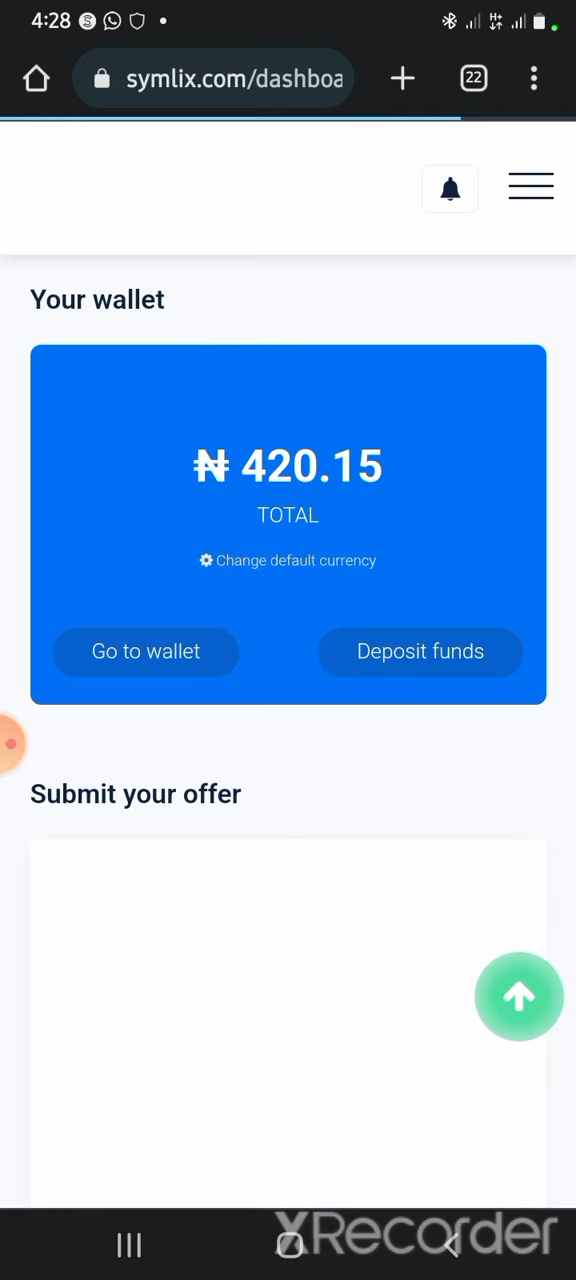 4:28
symlix.com/dashboa
22
Your wallet
₦ 420.15
TOTAL
Change default currency
Go to wallet
Deposit funds
Submit your offer
XRecorder